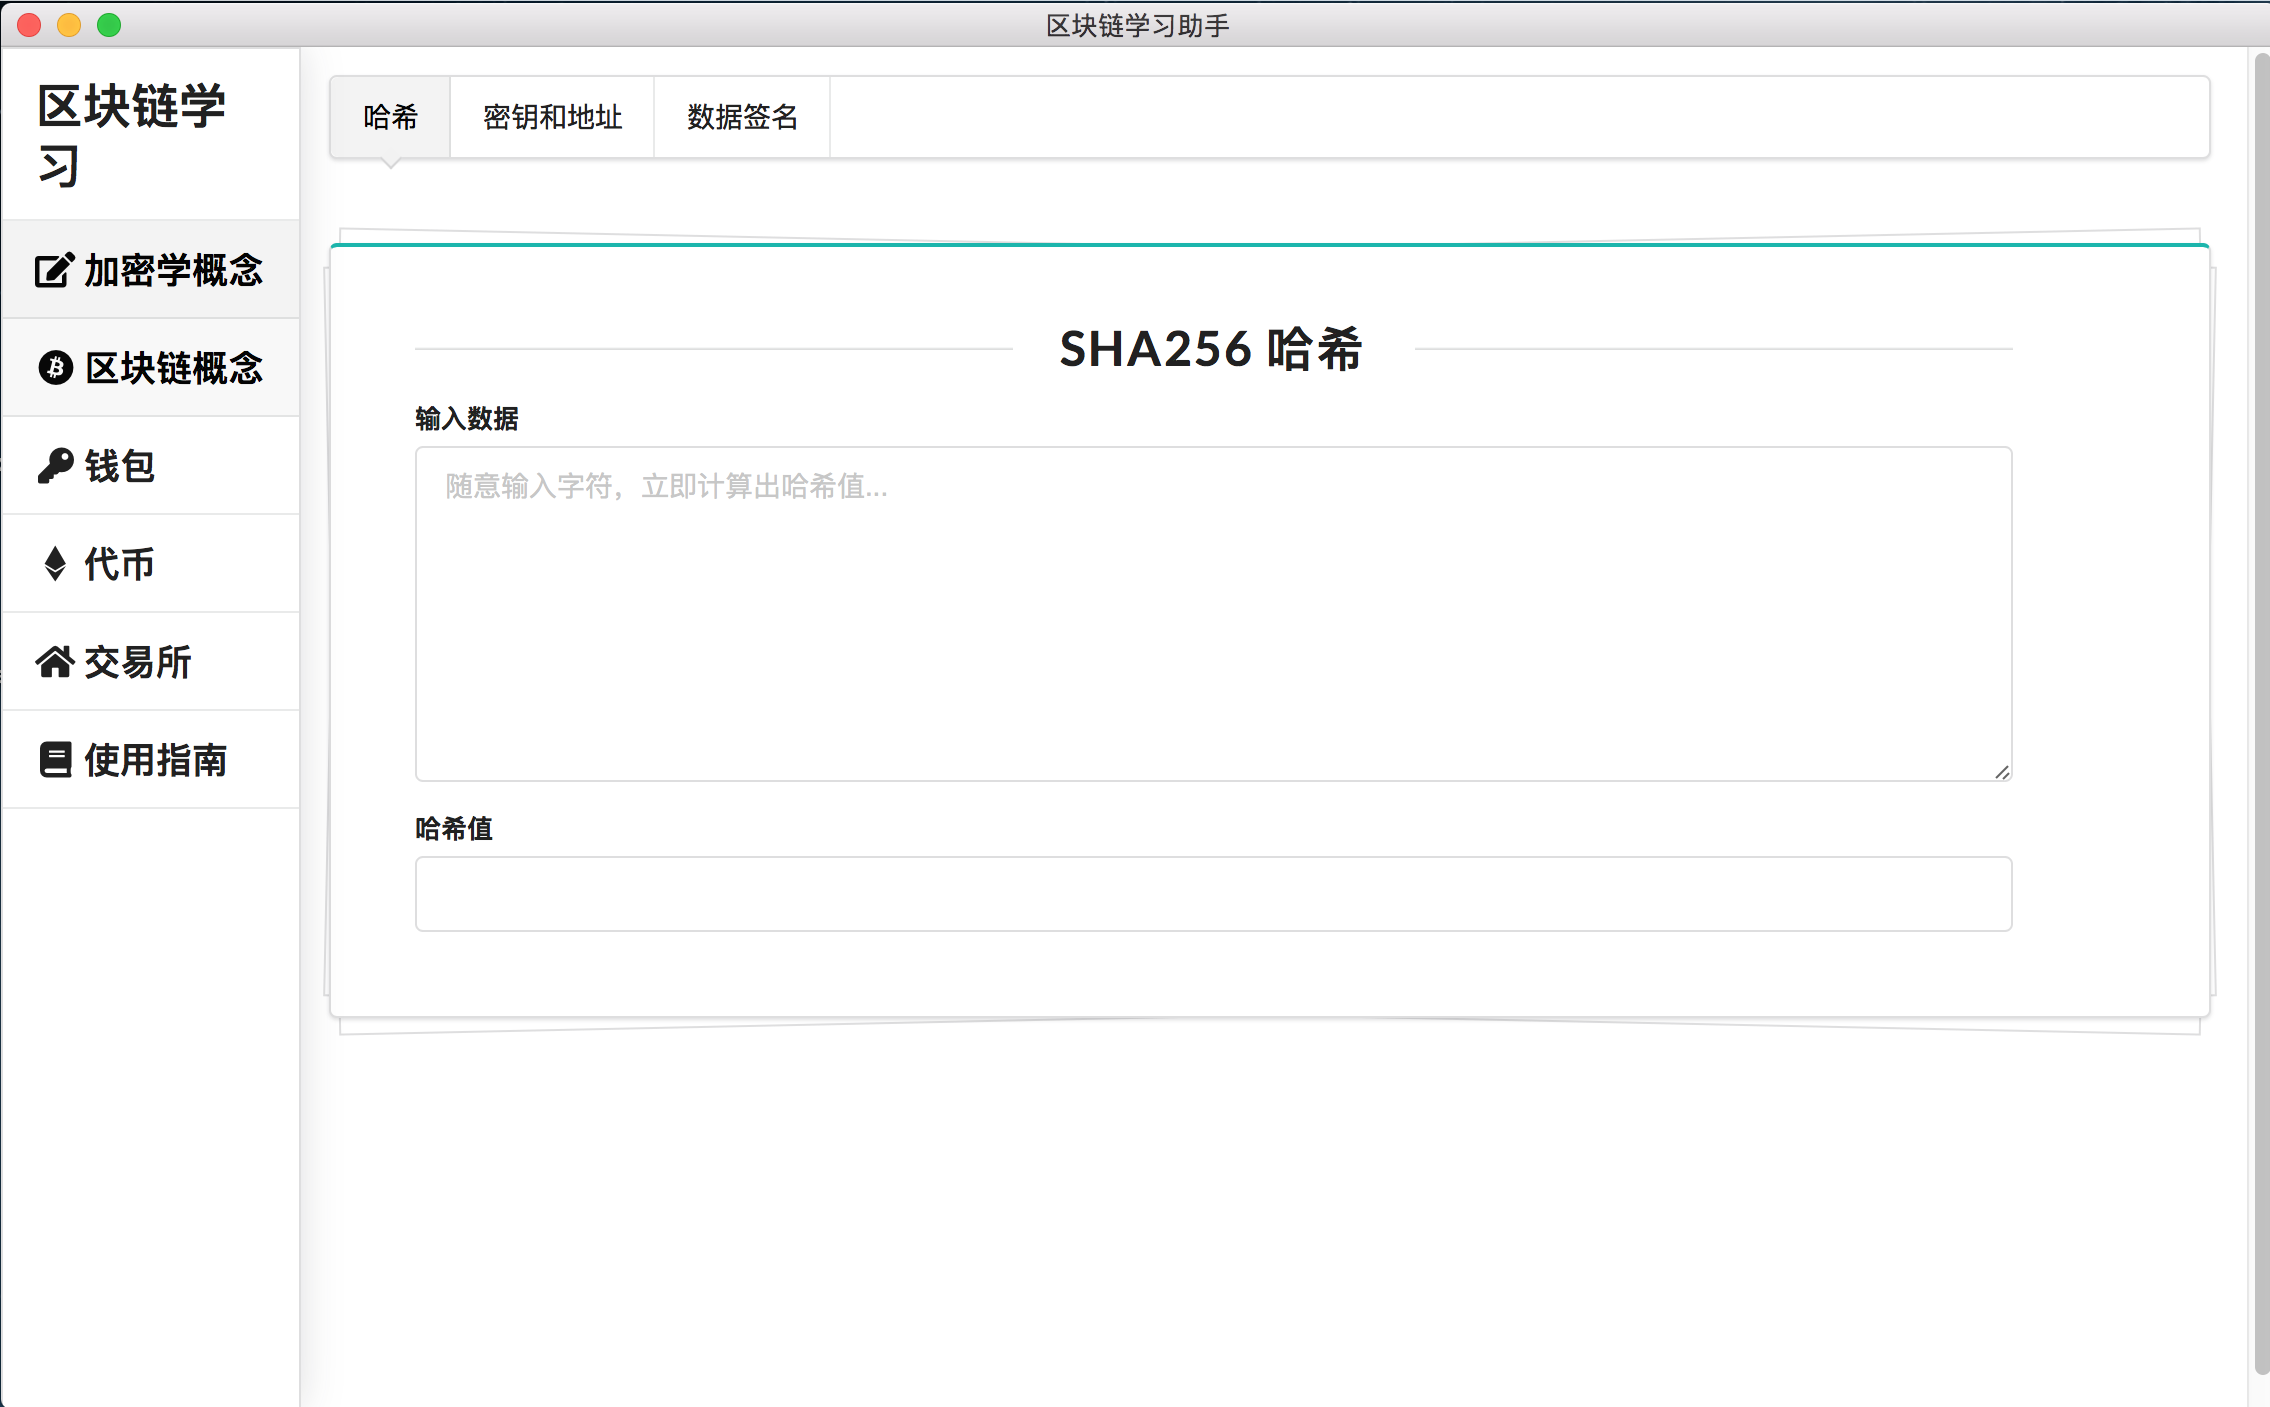 区块链学习助手
区块链学
习
加密学概念
区块链概念
钱包
代币
交易所
使用指南
哈希
密钥和地址
数据签名
SHA256 哈希
输入数据
随意输入字符，立即计算出哈希值...
哈希值